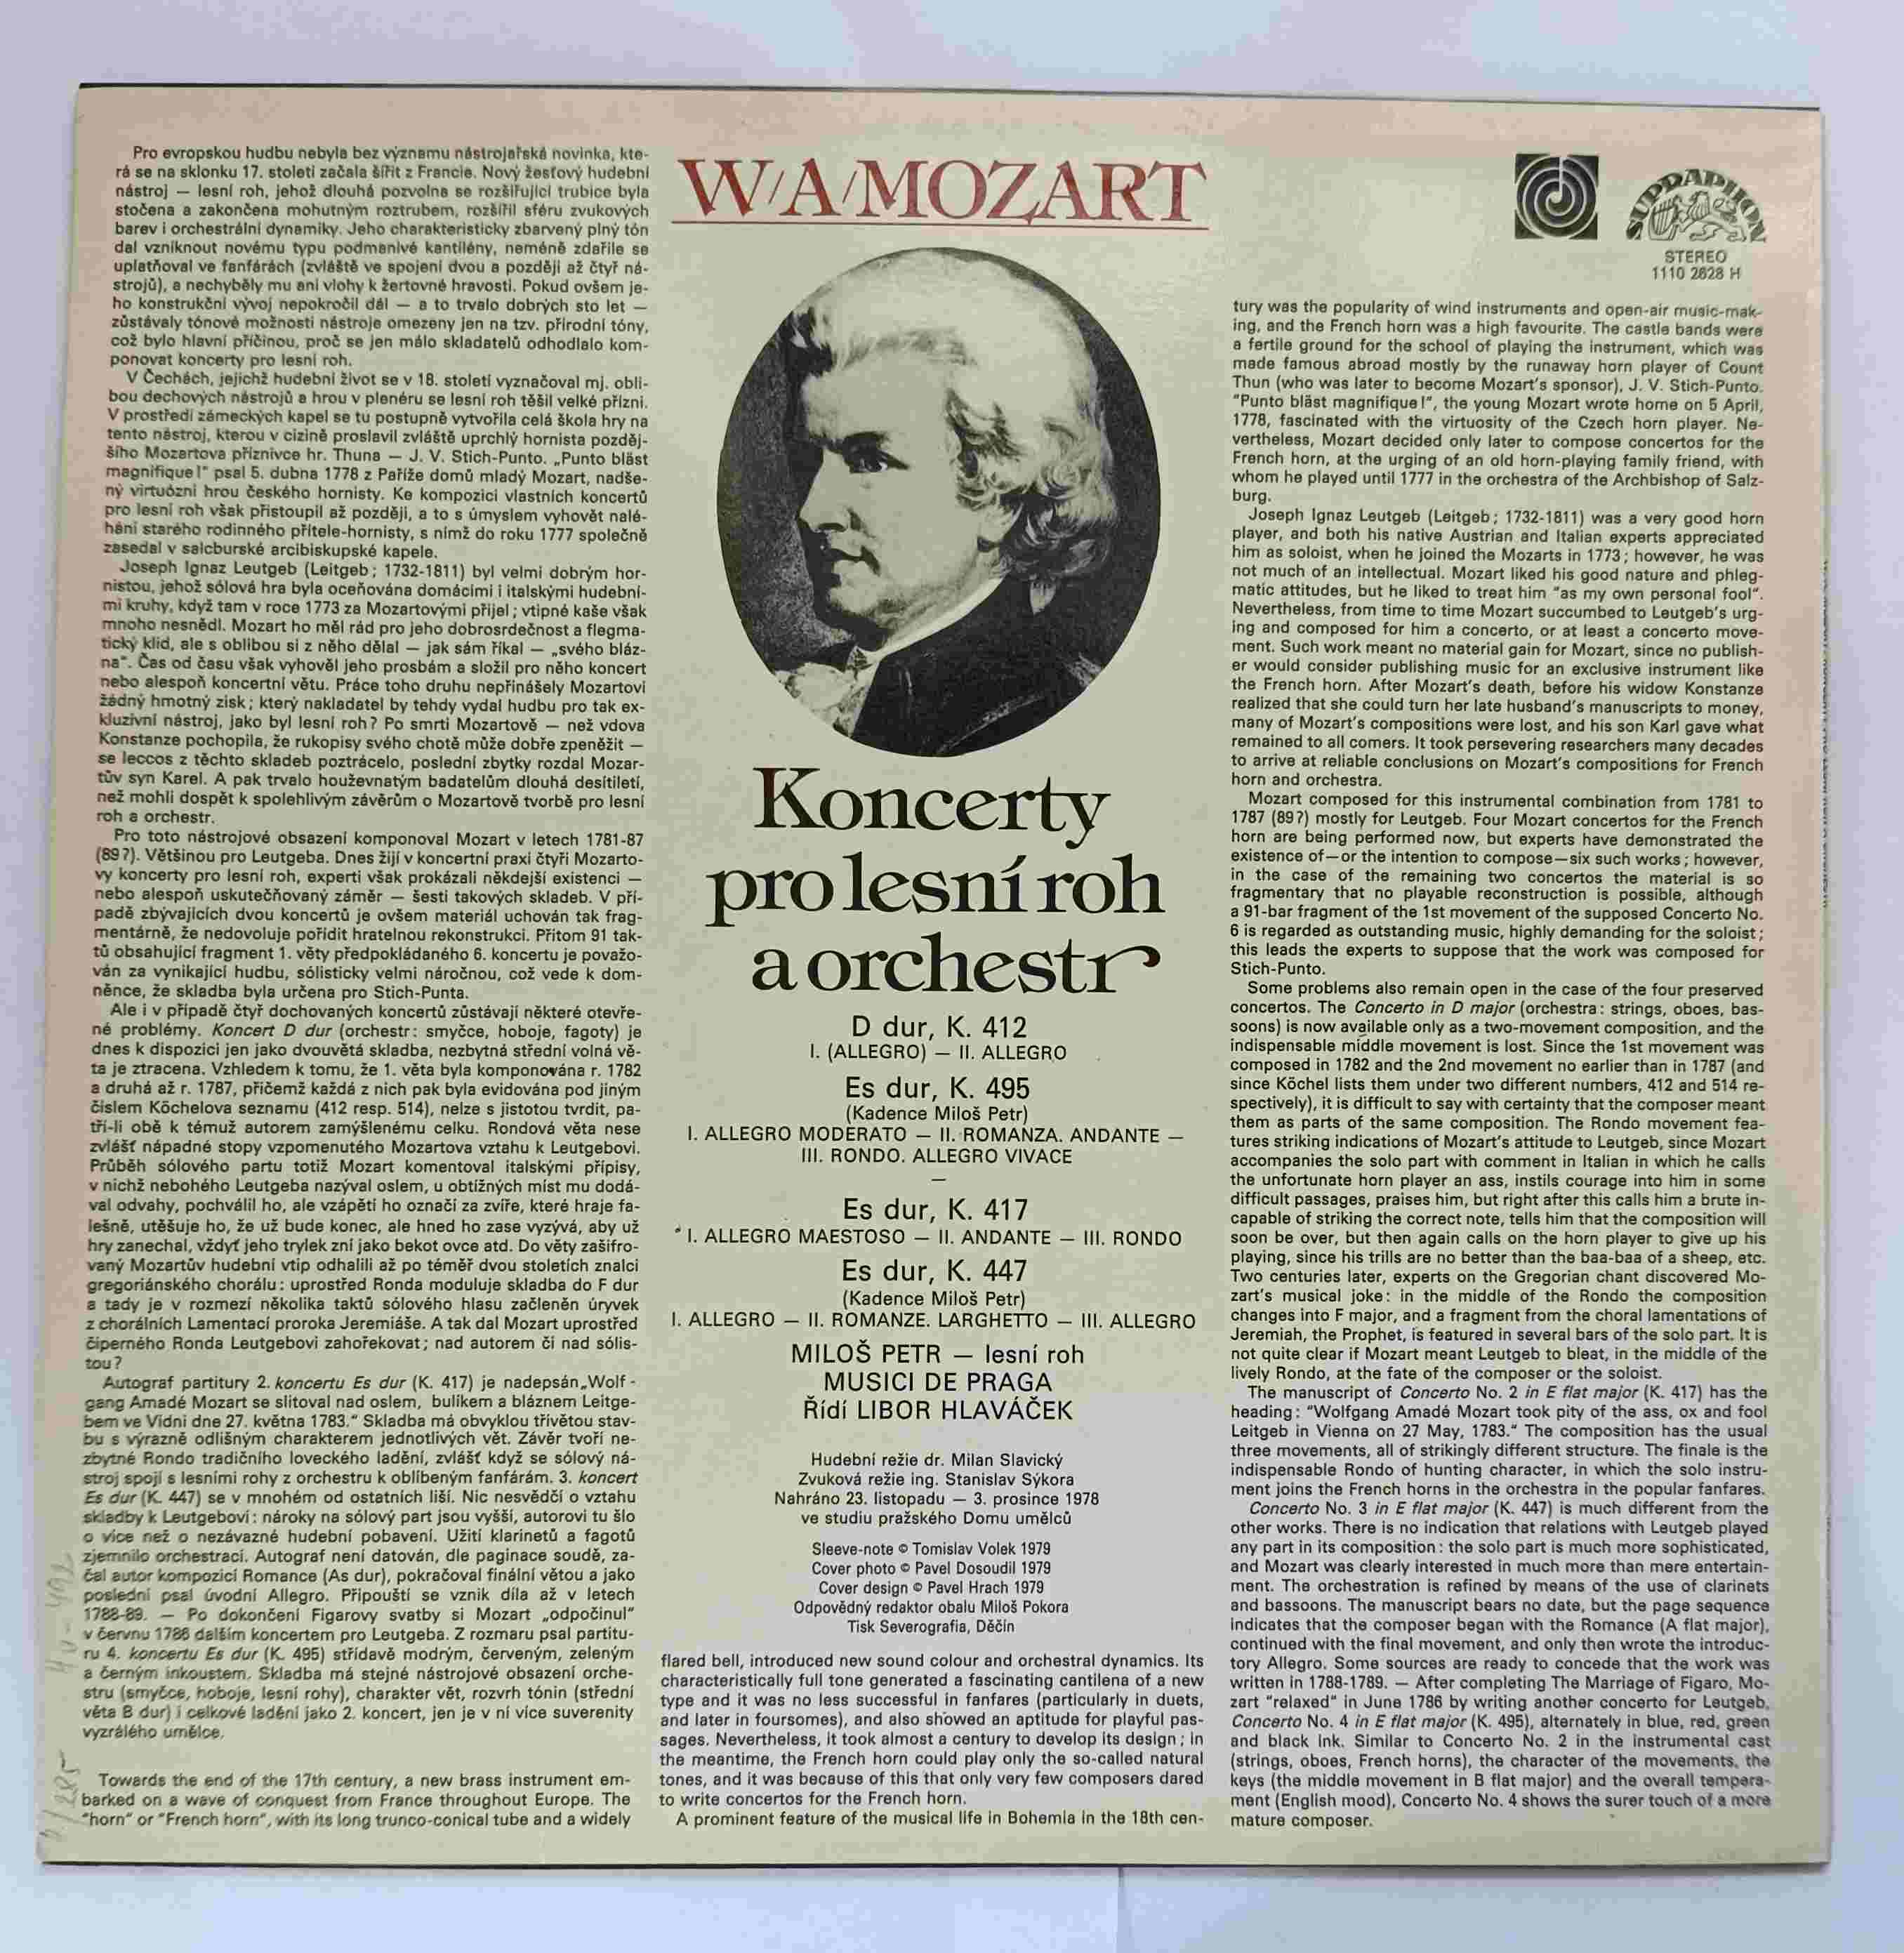 Pro evropskou hudbu nebyla bez významu nástrojařská novinka, kte-
rá se na sklonku 17. století začala šířit z Francie. Nový žesťový hudební
nástroj — lesní roh, jehož dlouhá pozvolna se rozšiřující trubice byla
stočena a zakončena mohutným roztrubem, rozšířil sféru zvukových
barev i orchestrální dynamiky. Jeho charakteristicky zbarvený plný tón
dal vzniknout novému typu podmanivé kantilény, neméně zdařile se
uplatňoval ve fanfárách (zvláště ve spojení dvou a později až čtyř ná-
strojů), a nechyběly mu ani vlohy k žertovné hravosti. Pokud ovšem je-
ho konstrukční vývoj nepokročil dál — a to trvalo dobrých sto let —
zůstávaly tónové možnosti nástroje omezeny jen na tzv. přírodní tóny,
což bylo hlavní příčinou, proč se jen málo skladatelů odhodlalo kom-
ponovat koncerty pro lesní roh.
V Čechách, jejichž hudební život se v 18. století vyznačoval mj. obli-
bou dechových nástrojů a hrou v plenéru se lesní roh těšil velké přízni.
V prostředí zámeckých kapel se tu postupně vytvořila celá škola hry na
tento nástroj, kterou v cizině proslavil zvláště uprchlý hornista pozděj-
šího Mozartova příznivce hr. Thuna — J. V. Stich-Punto. „Punto bläst
magnifique!" psal 5. dubna 1778 z Paříže domů mladý Mozart, nadše-
ný virtuózní hrou českého hornisty. Ke kompozici vlastních koncertů
pro lesní roh však přistoupil až později, a to s úmyslem vyhovět nalé-
hání starého rodinného přítele-hornisty, s nímž do roku 1777 společně
zasedal v salcburské arcibiskupské kapele.
Joseph Ignaz Leutgeb (Leitgeb; 1732-1811) byl velmi dobrým hor-
nistou, jehož sólová hra byla oceňována domácími i italskými hudební-
mi kruhy, když tam v roce 1773 za Mozartovými přijel; vtipné kaše však
mnoho nesnědl. Mozart ho měl rád pro jeho dobrosrdečnost a flegma-
tický klid, ale s oblibou si z něho dělal — jak sám říkal — „svého bláz-
na". Čas od času však vyhověl jeho prosbám a složil pro něho koncert
nebo alespoň koncertní větu. Práce toho druhu nepřinášely Mozartovi
žádný hmotný zisk; který nakladatel by tehdy vydal hudbu pro tak ex-
kluzivní nástroj, jako byl lesní roh? Po smrti Mozartově — než vdova
Konstanze pochopila, že rukopisy svého chotě může dobře zpeněžit —
se leccos z těchto skladeb poztrácelo, poslední zbytky rozdal Mozar-
tův syn Karel. A pak trvalo houževnatým badatelům dlouhá desítiletí,
než mohli dospět k spolehlivým závěrům o Mozartově tvorbě pro lesní
roh a orchestr.
Pro toto nástrojové obsazení komponoval Mozart v letech 1781-87
(89?). Většinou pro Leutgeba. Dnes žijí v koncertní praxi čtyři Mozarto-
vy koncerty pro lesní roh, experti však prokázali někdejší existenci —
nebo alespoň uskutečňovaný záměr — šesti takových skladeb. V pří-
padě zbývajících dvou koncertů je ovšem materiál uchován tak frag-
mentárně, že nedovoluje pořídit hratelnou rekonstrukci. Přitom 91 tak-
tů obsahující fragment 1. věty předpokládaného 6. koncertu je považo-
ván za vynikající hudbu, sólisticky velmi náročnou, což vede k dom-
něnce, že skladba byla určena pro Stich-Punta.
Ale i v případě čtyř dochovaných koncertů zůstávají některé otevře-
né problémy. Koncert D dur (orchestr: smyčce, hoboje, fagoty) je
dnes k dispozici jen jako dvouvětá skladba, nezbytná střední volná vě-
ta je ztracena. Vzhledem k tomu, že 1. věta byla komponována r. 1782
a druhá až r. 1787, přičemž každá z nich pak byla evidována pod jiným
číslem Köchelova seznamu (412 resp. 514), nelze s jistotou tvrdit, pa-
tří-li obě k témuž autorem zamýšlenému celku. Rondová věta nese
zvlášť nápadné stopy vzpomenutého Mozartova vztahu k Leutgebovi.
Průběh sólového partu totiž Mozart komentoval italskými přípisy,
v nichž nebohého Leutgeba nazýval oslem, u obtížných míst mu dodá-
val odvahy, pochválil ho, ale vzápětí ho označí za zvíře, které hraje fa-
lešně, utěšuje ho, že už bude konec, ale hned ho zase vyzývá, aby už
hry zanechal, vždyť jeho trylek zní jako bekot ovce atd. Do věty zašifro-
vaný Mozartův hudební vtip odhalili až po téměř dvou stoletích znalci
gregoriánského chorálu: uprostřed Ronda moduluje skladba do F dur
a tady je v rozmezí několika taktů sólového hlasu začleněn úryvek
z chorálních Lamentací proroka Jeremiáše. A tak dal Mozart uprostřed
čiperného Ronda Leutgebovi zahořekovat; nad autorem či nad sólis-
tou?
Autograf partitury 2. koncertu Es dur (K. 417) je nadepsán„Wolf-
gang Amadé Mozart se slitoval nad oslem, bulíkem a bláznem Leitge-
bem ve Vídni dne 27. května 1783." Skladba má obvyklou třívětou stav-
bu s výrazně odlišným charakterem jednotlivých vět. Závěr tvoří ne-
zbytné Rondo tradičního loveckého ladění, zvlášť když se sólový ná-
stroj spojí s lesními rohy z orchestru k oblíbeným fanfárám. 3. koncert
Es dur (K. 447) se v mnohém od ostatních liší. Nic nesvědčí o vztahu
skladby k Leutgebovi: nároky na sólový part jsou vyšší, autorovi tu šlo
o více než o nezávazné hudební pobavení. Užití klarinetů a fagotů
zjemnilo orchestraci. Autograf není datován, dle paginace soudě, za-
čal autor kompozici Romance (As dur), pokračoval finální větou a jako
poslední psal úvodní Allegro. Připouští se vznik díla až v letech
1788-89. — Po dokončení Figarovy svatby si Mozart „odpočinul"
v červnu 1786 dalším koncertem pro Leutgeba. Z rozmaru psal partitu-
ru 4. koncertu Es dur (K. 495) střídavě modrým, červeným, zeleným
a černým inkoustem. Skladba má stejné nástrojové obsazení orche-
stru (smyčce, hoboje, lesní rohy), charakter vět, rozvrh tónin (střední
věta B dur) i celkové ladění jako 2. koncert, jen je v ní více suverenity
vyzrálého umělce.
Towards the end of the 17th century, a new brass instrument em-
barked on a wave of conquest from France throughout Europe. The
"horn" or "French horn", with its long trunco-conical tube and a widely
W/A/MOZART
Koncerty
pro lesní roh
a orchestr
D dur, K. 412
I. (ALLEGRO) — II. ALLEGRO
Es dur, K. 495
(Kadence Miloš Petr)
I. ALLEGRO MODERATO — II. ROMANZA. ANDANTE —
III. RONDO. ALLEGRO VIVACE
—
Es dur, K. 417
I. ALLEGRO MAESTOSO — II. ANDANTE — III. RONDO
Es dur, K. 447
(Kadence Miloš Petr)
I. ALLEGRO — II. ROMANZE. LARGHETTO — III. ALLEGRO
MILOŠ PETR — lesní roh
MUSICI DE PRAGA
Řídí LIBOR HLAVÁČEK
Hudební režie dr. Milan Slavický
Zvuková režie ing. Stanislav Sýkora
Nahráno 23. listopadu — 3. prosince 1978
ve studiu pražského Domu umělců
Sleeve-note © Tomislav Volek 1979
Cover photo © Pavel Dosoudil 1979
Cover design © Pavel Hrach 1979
Odpovědný redaktor obalu Miloš Pokora
Tisk Severografia, Děčín
flared bell, introduced new sound colour and orchestral dynamics. Its
characteristically full tone generated a fascinating cantilena of a new
type and it was no less successful in fanfares (particularly in duets,
and later in foursomes), and also showed an aptitude for playful pas-
sages. Nevertheless, it took almost a century to develop its design; in
the meantime, the French horn could play only the so-called natural
tones, and it was because of this that only very few composers dared
to write concertos for the French horn.
A prominent feature of the musical life in Bohemia in the 18th cen-
SUPRAPHON
STEREO
1110 2628 H
tury was the popularity of wind instruments and open-air music-mak-
ing, and the French horn was a high favourite. The castle bands were
a fertile ground for the school of playing the instrument, which was
made famous abroad mostly by the runaway horn player of Count
Thun (who was later to become Mozart's sponsor), J. V. Stich-Punto.
"Punto bläst magnifique!", the young Mozart wrote home on 5 April,
1778, fascinated with the virtuosity of the Czech horn player. Ne-
vertheless, Mozart decided only later to compose concertos for the
French horn, at the urging of an old horn-playing family friend, with
whom he played until 1777 in the orchestra of the Archbishop of Salz-
burg.
Joseph Ignaz Leutgeb (Leitgeb; 1732-1811) was a very good horn
player, and both his native Austrian and Italian experts appreciated
him as soloist, when he joined the Mozarts in 1773; however, he was
not much of an intellectual. Mozart liked his good nature and phleg-
matic attitudes, but he liked to treat him "as my own personal fool".
Nevertheless, from time to time Mozart succumbed to Leutgeb's urg-
ing and composed for him a concerto, or at least a concerto move-
ment. Such work meant no material gain for Mozart, since no publish-
er would consider publishing music for an exclusive instrument like
the French horn. After Mozart's death, before his widow Konstanze
realized that she could turn her late husband's manuscripts to money,
many of Mozart's compositions were lost, and his son Karl gave what
remained to all comers. It took persevering researchers many decades
to arrive at reliable conclusions on Mozart's compositions for French
horn and orchestra.
Mozart composed for this instrumental combination from 1781 to
1787 (89?) mostly for Leutgeb. Four Mozart concertos for the French
horn are being performed now, but experts have demonstrated the
existence of—or the intention to compose—six such works; however,
in the case of the remaining two concertos the material is so
fragmentary that no playable reconstruction is possible, although
a 91-bar fragment of the 1st movement of the supposed Concerto No.
6 is regarded as outstanding music, highly demanding for the soloist;
this leads the experts to suppose that the work was composed for
Stich-Punto.
Some problems also remain open in the case of the four preserved
concertos. The Concerto in D major (orchestra: strings, oboes, bas-
soons) is now available only as a two-movement composition, and the
indispensable middle movement is lost. Since the 1st movement was
composed in 1782 and the 2nd movement no earlier than in 1787 (and
since Köchel lists them under two different numbers, 412 and 514 re-
spectively), it is difficult to say with certainty that the composer meant
them as parts of the same composition. The Rondo movement fea-
tures striking indications of Mozart's attitude to Leutgeb, since Mozart
accompanies the solo part with comment in Italian in which he calls
the unfortunate horn player an ass, instils courage into him in some
difficult passages, praises him, but right after this calls him a brute in-
capable of striking the correct note, tells him that the composition will
soon be over, but then again calls on the horn player to give up his
playing, since his trills are no better than the baa-baa of a sheep, etc.
Two centuries later, experts on the Gregorian chant discovered Mo-
zart's musical joke: in the middle of the Rondo the composition
changes into F major, and a fragment from the choral lamentations of
Jeremiah, the Prophet, is featured in several bars of the solo part. It is
not quite clear if Mozart meant Leutgeb to bleat, in the middle of the
lively Rondo, at the fate of the composer or the soloist.
The manuscript of Concerto No. 2 in E flat major (K. 417) has the
heading: "Wolfgang Amadé Mozart took pity of the ass, ox and fool
Leitgeb in Vienna on 27 May, 1783." The composition has the usual
three movements, all of strikingly different structure. The finale is the
indispensable Rondo of hunting character, in which the solo instru-
ment joins the French horns in the orchestra in the popular fanfares.
Concerto No. 3 in E flat major (K. 447) is much different from the
other works. There is no indication that relations with Leutgeb played
any part in its composition: the solo part is much more sophisticated,
and Mozart was clearly interested in much more than mere entertain-
ment. The orchestration is refined by means of the use of clarinets
and bassoons. The manuscript bears no date, but the page sequence
indicates that the composer began with the Romance (A flat major),
continued with the final movement, and only then wrote the introduc-
tory Allegro. Some sources are ready to concede that the work was
written in 1788-1789. — After completing The Marriage of Figaro, Mo-
zart "relaxed" in June 1786 by writing another concerto for Leutgeb,
Concerto No. 4 in E flat major (K. 495), alternately in blue, red, green
and black ink. Similar to Concerto No. 2 in the instrumental cast
(strings, oboes, French horns), the character of the movements, the
keys (the middle movement in B flat major) and the overall tempera-
ment (English mood), Concerto No. 4 shows the surer touch of a more
mature composer.